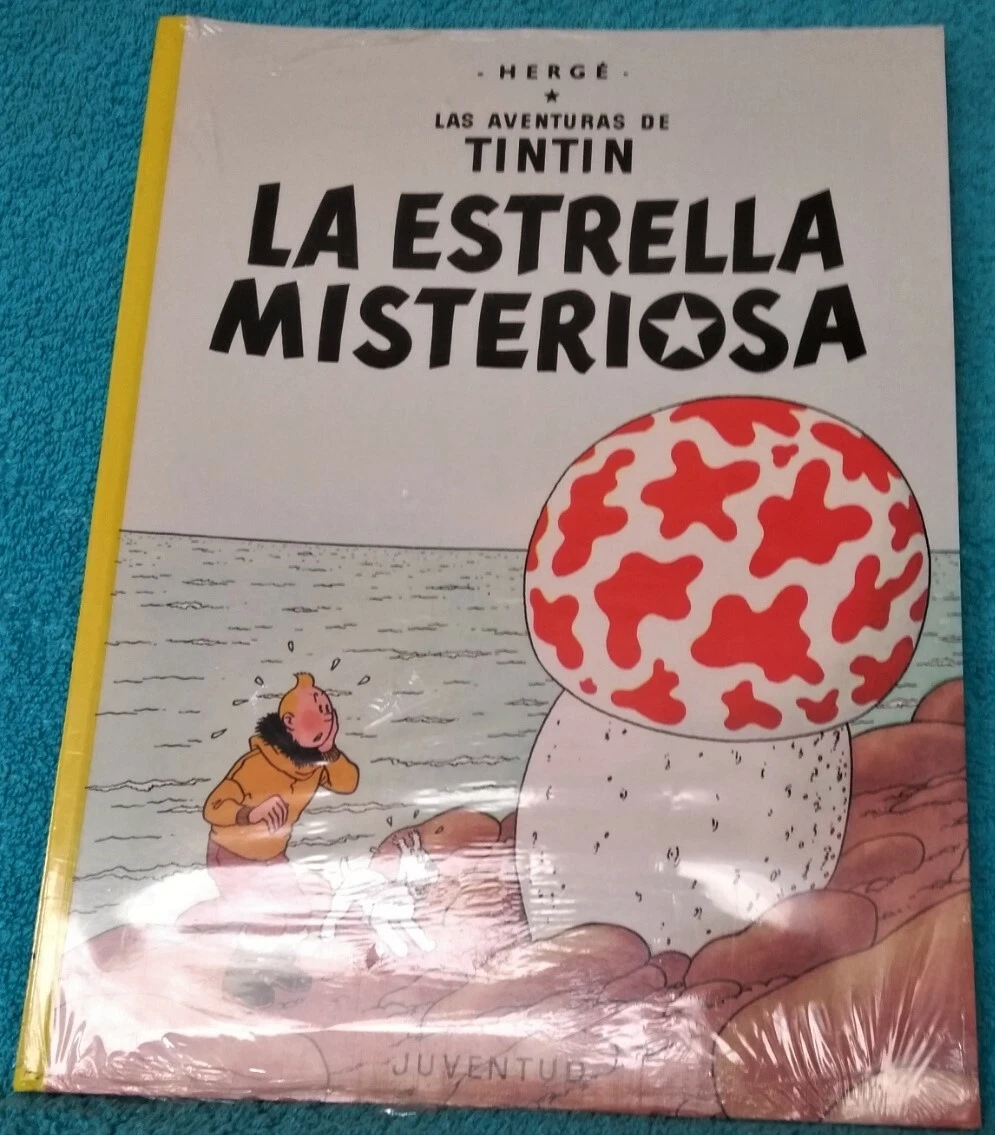 - HERGÉ -
LAS AVENTURAS DE
TINTIN
LA ESTRELLA
MISTERIOSA
JUVENTUD